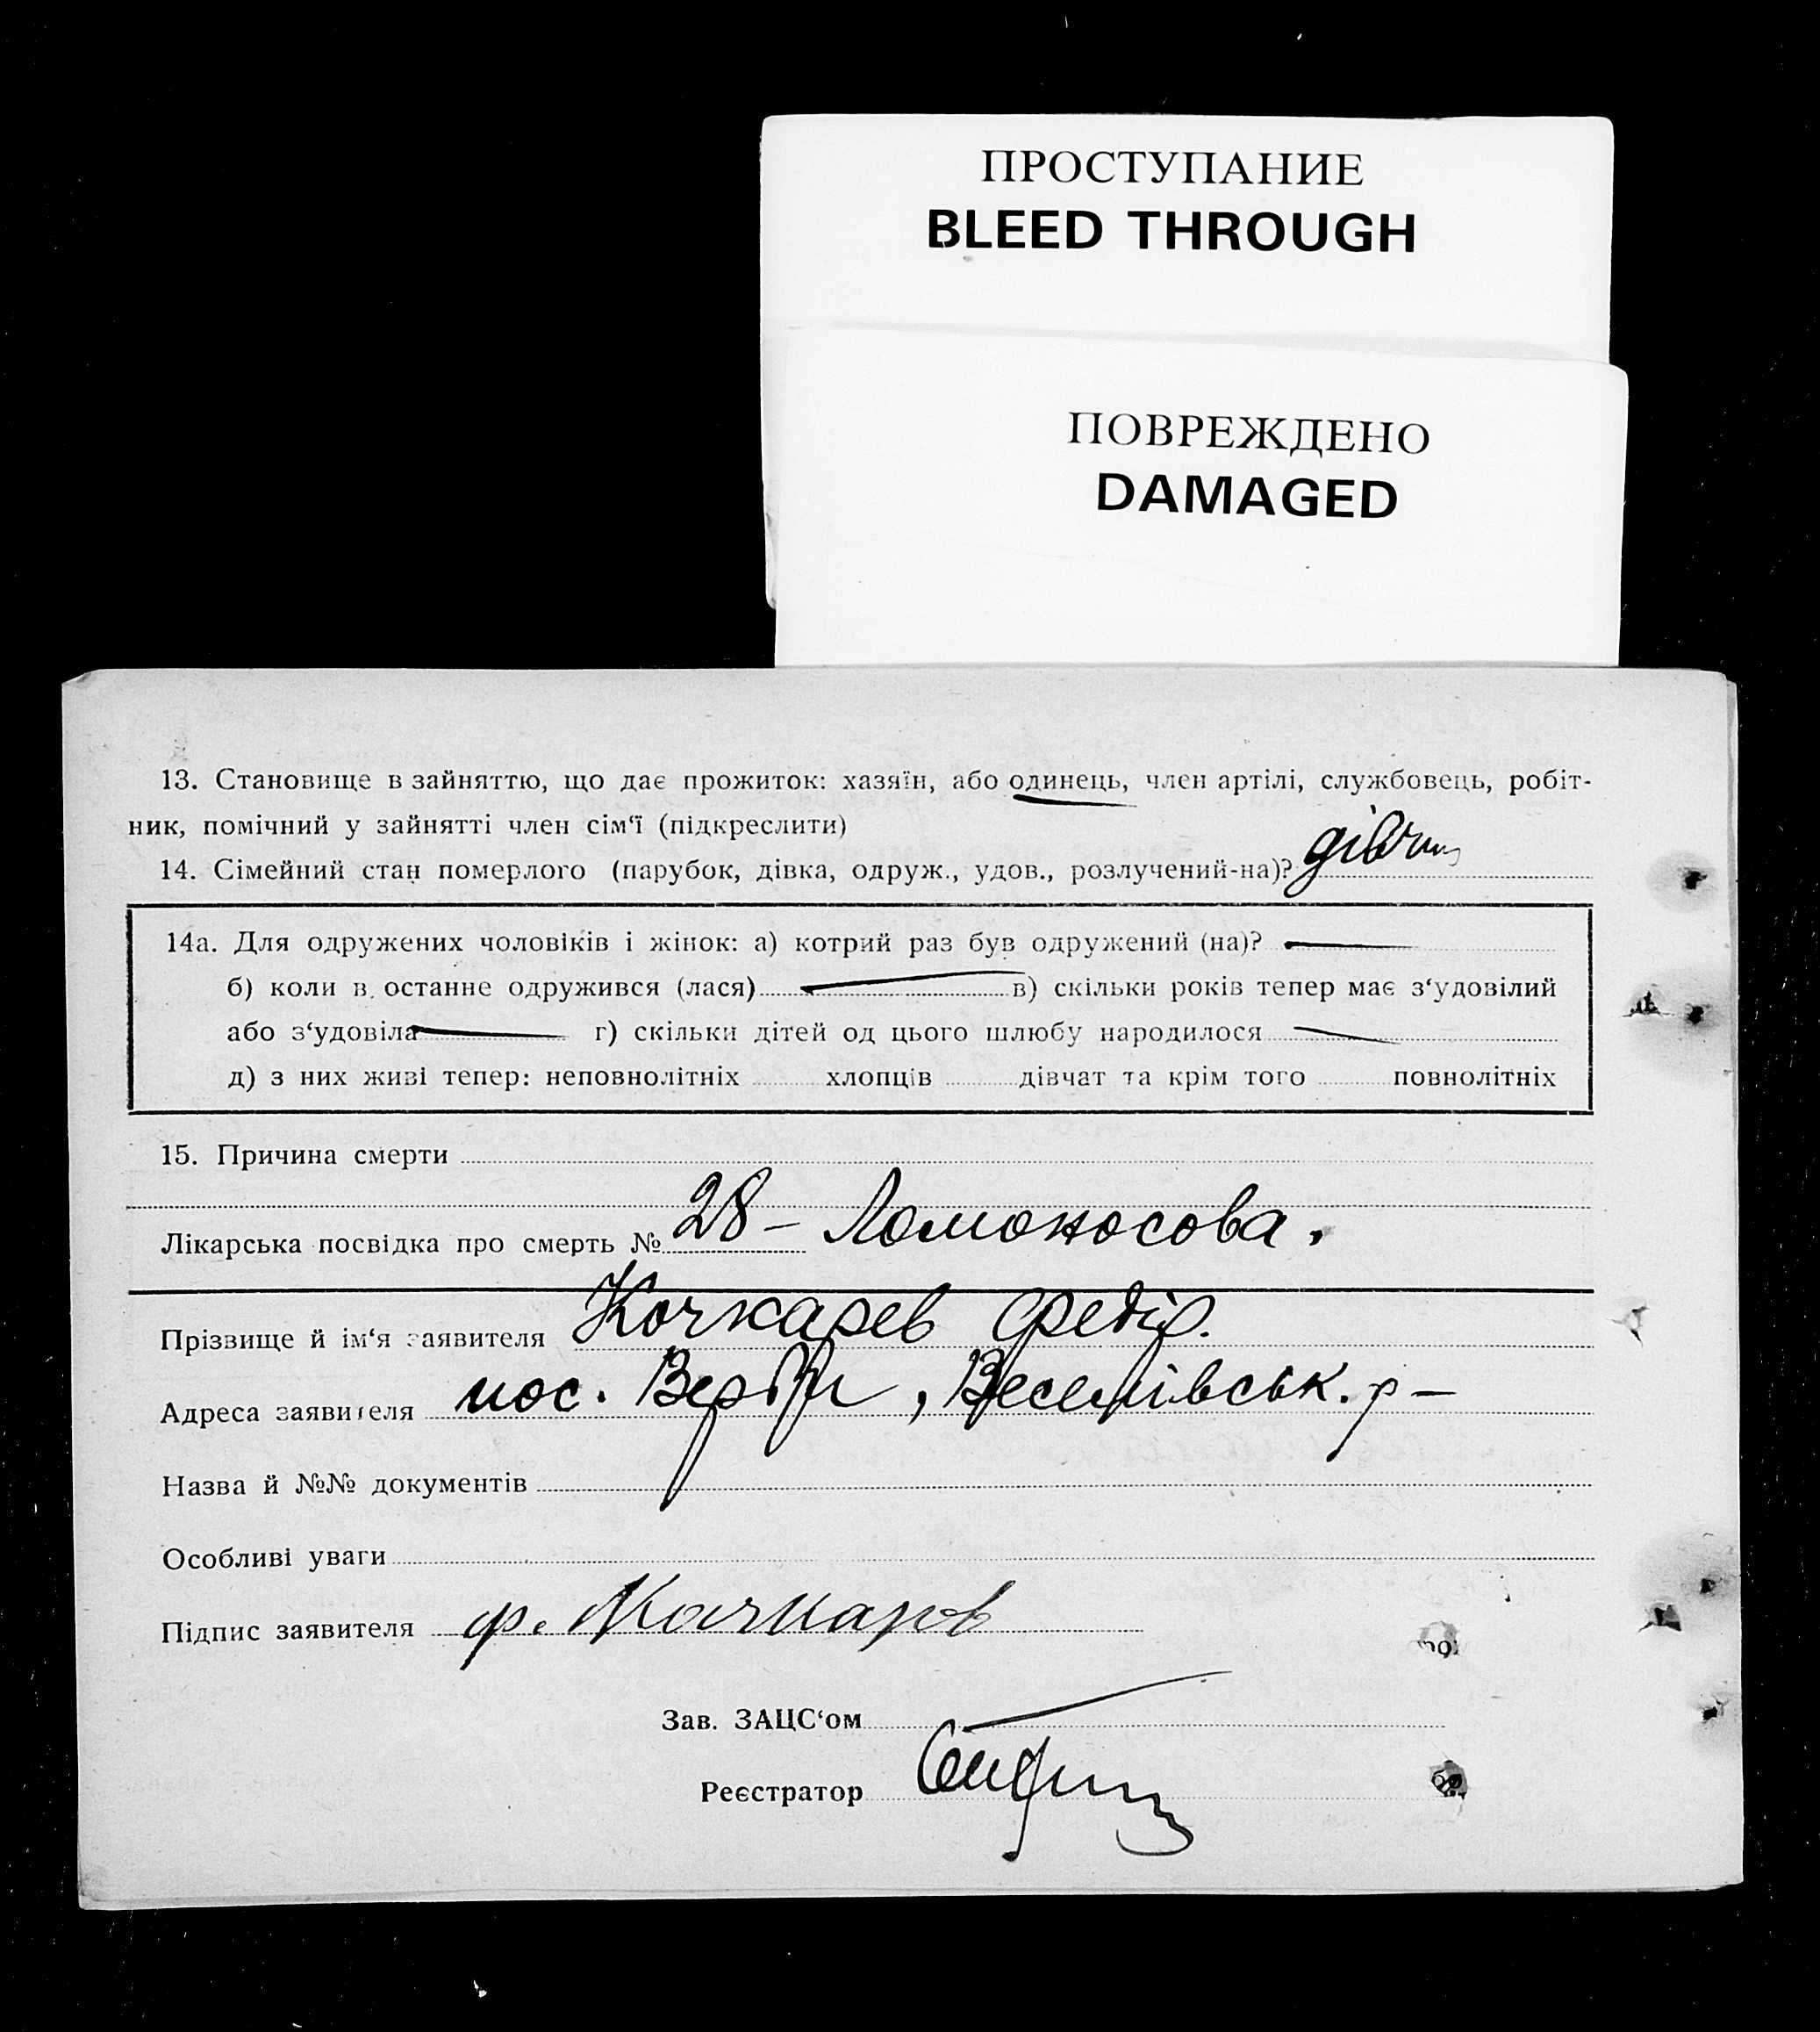 ПРОСТУПАНИЕ
BLEED THROUGH
ПОВРЕЖДЕНО
DAMAGED
13. Становище в зайняттю, що дає прожиток: хазяїн, або одинець, член артілі, службовець, робіт-
ник, помічний у зайнятті член сім‘ї (підкреслити)
14. Сімейний стан померлого (парубок, дівка, одруж., удов., розлучений-на)?
14а. Для одружених чоловіків і жінок: а) котрий раз був одружений (на)?
б) коли в останне одружився (лася) в) скільки років тепер має з‘удовілий
або з‘удовіла г) скільки дітей од цього шлюбу народилося
д) з них живі тепер: неповнолітніх хлопців дівчат та крім того повнолітніх
15. Причина смерти
Лікарська посвідка про смерть № 28 – Ломоносова.
Прізвище й ім‘я заявителя Кочкарев Федір.
Адреса заявителя пос. Верби, Веселівськ. р –
Назва й №№ документів
Особливі уваги
Підпис заявителя ф. Качкаров
Зав. ЗАЦС‘ом
Реєстратор